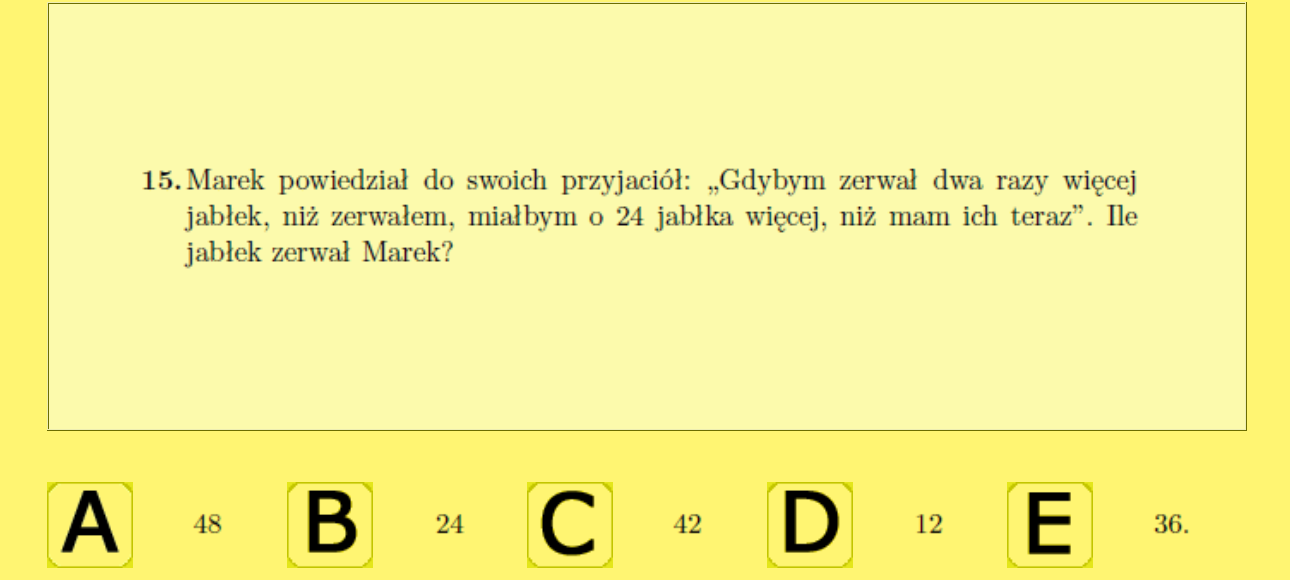 15. Marek powiedział do swoich przyjaciół: „Gdybym zerwał dwa razy więcej
jabłek, niż zerwałem, miałbym o 24 jabłka więcej, niż mam ich teraz”. Ile
jabłek zerwał Marek?
A 48 B 24 C 42 D 12 E 36.